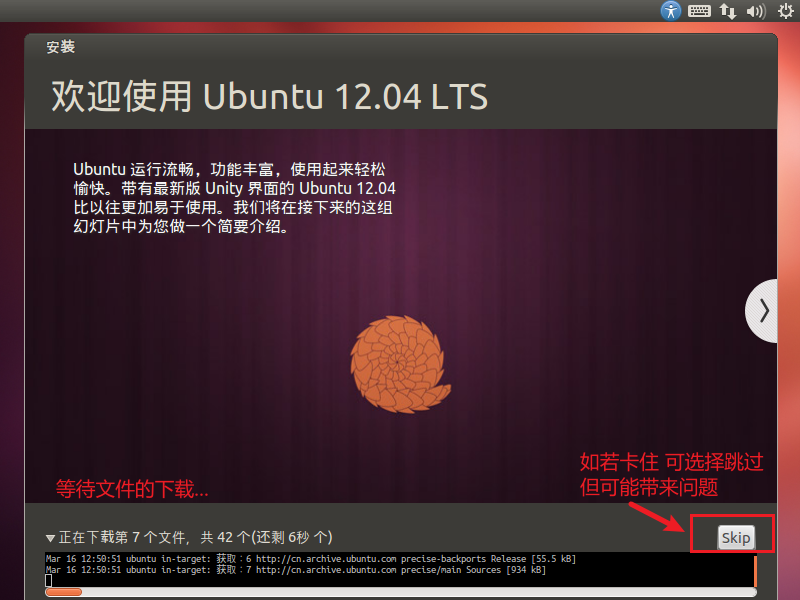 安装
欢迎使用 Ubuntu 12.04 LTS
Ubuntu 运行流畅，功能丰富，使用起来轻松
愉快。带有最新版 Unity 界面的 Ubuntu 12.04
比以往更加易于使用。我们将在接下来的这组
幻灯片中为您做一个简要介绍。
如若卡住 可选择跳过
但可能带来问题
等待文件的下载...
正在下载第 7 个文件，共 42 个(还剩 6秒 个)
Skip
Mar 16 12:50:51 ubuntu in-target: 获取：6 http://cn.archive.ubuntu.com precise-backports Release [55.5 kB]
Mar 16 12:50:51 ubuntu in-target: 获取：7 http://cn.archive.ubuntu.com precise/main Sources [934 kB]